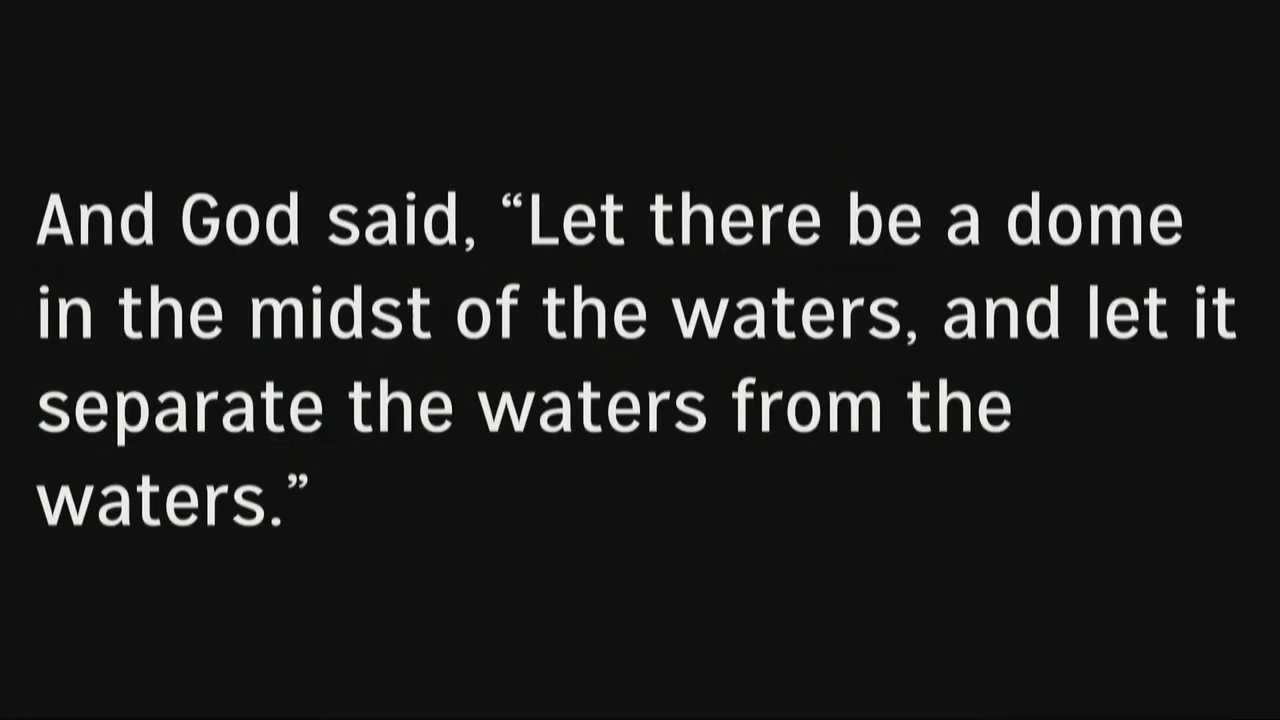 And God said, “Let there be a dome
in the midst of the waters, and let it
separate the waters from the
waters.”